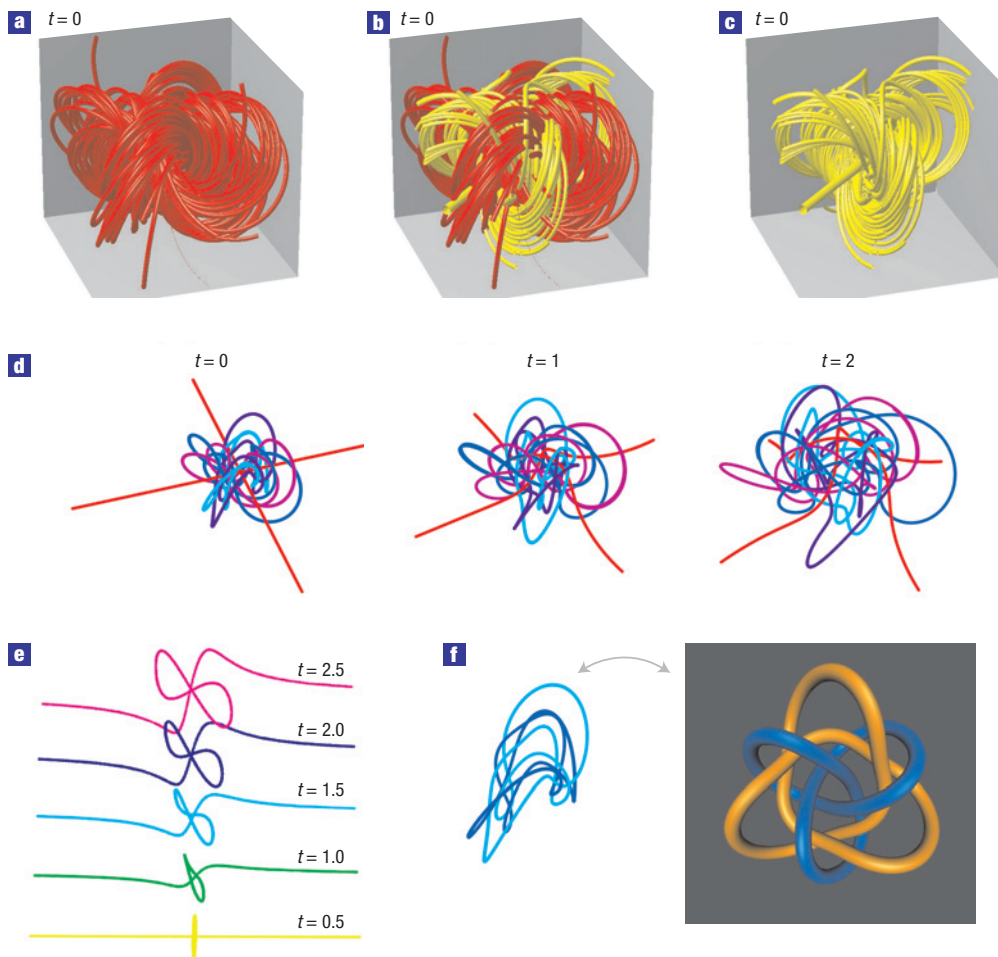 a t = 0
b t = 0
c t = 0
d t = 0 t = 1 t = 2
e
t = 2.5
t = 2.0
t = 1.5
t = 1.0
t = 0.5
f